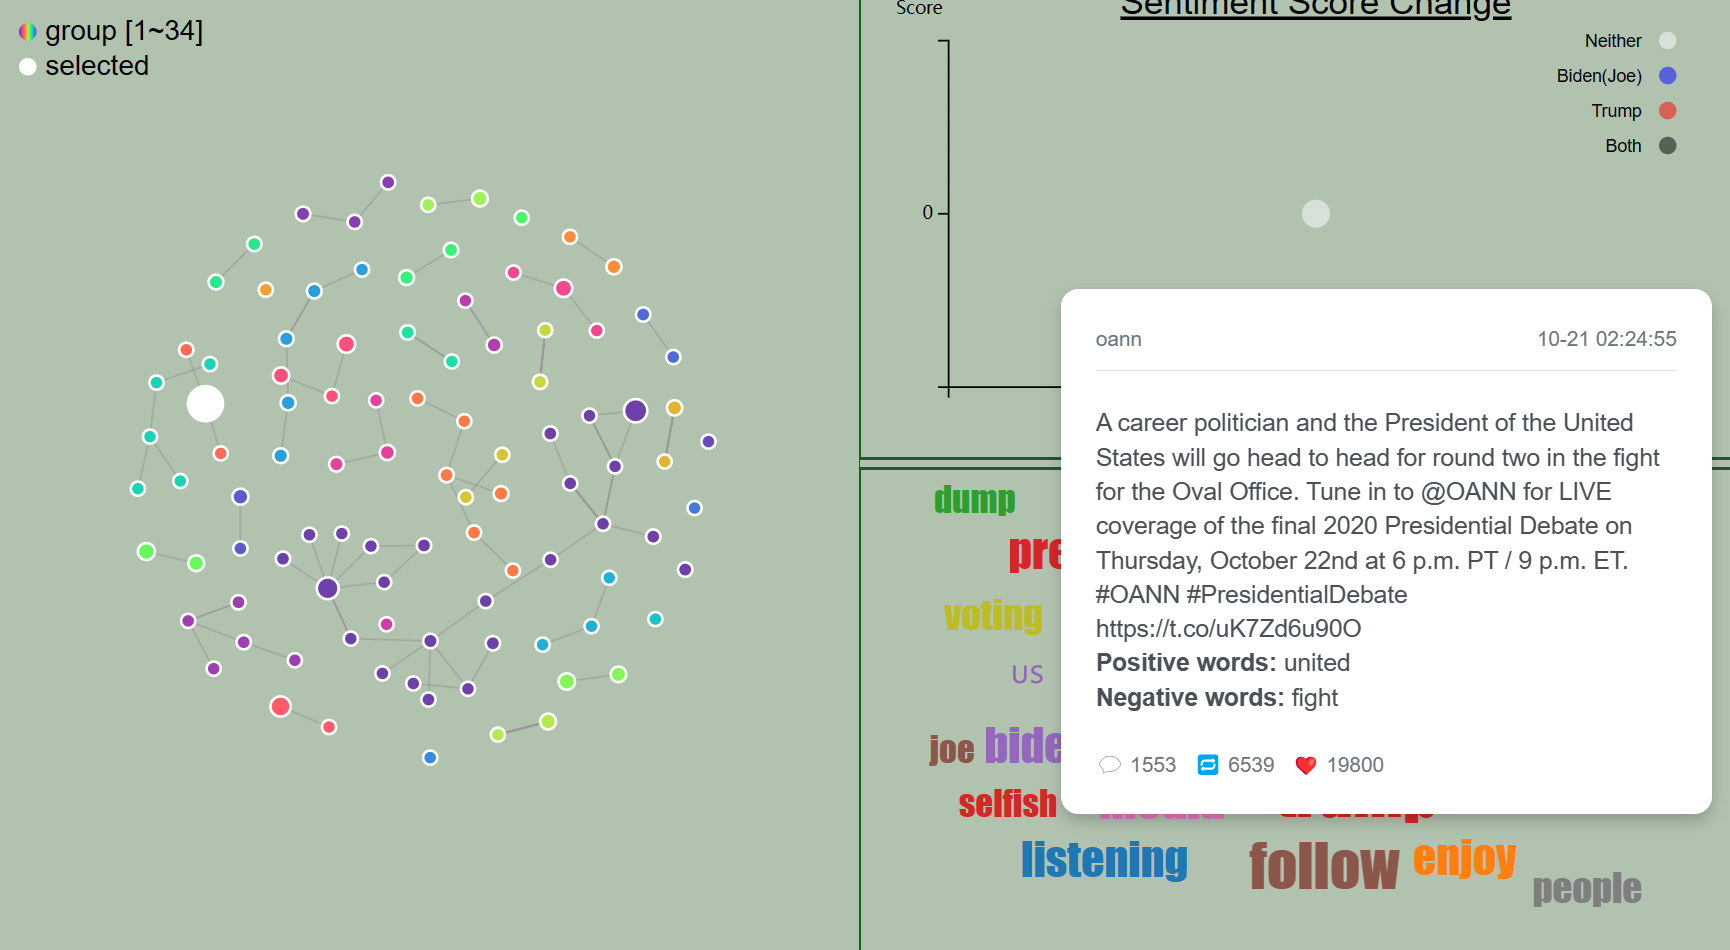 group [1~34]
selected
Score
Sentiment Score Change
Neither
Biden(Joe)
Trump
Both
0
oann
10-21 02:24:55
A career politician and the President of the United
States will go head to head for round two in the fight
for the Oval Office. Tune in to @OANN for LIVE
coverage of the final 2020 Presidential Debate on
Thursday, October 22nd at 6 p.m. PT / 9 p.m. ET.
#OANN #PresidentialDebate
https://t.co/uK7Zd6u90O
Positive words: united
Negative words: fight
1553 6539 19800
dump
pre
voting
US
joe bide
selfish
listening
follow enjoy
people